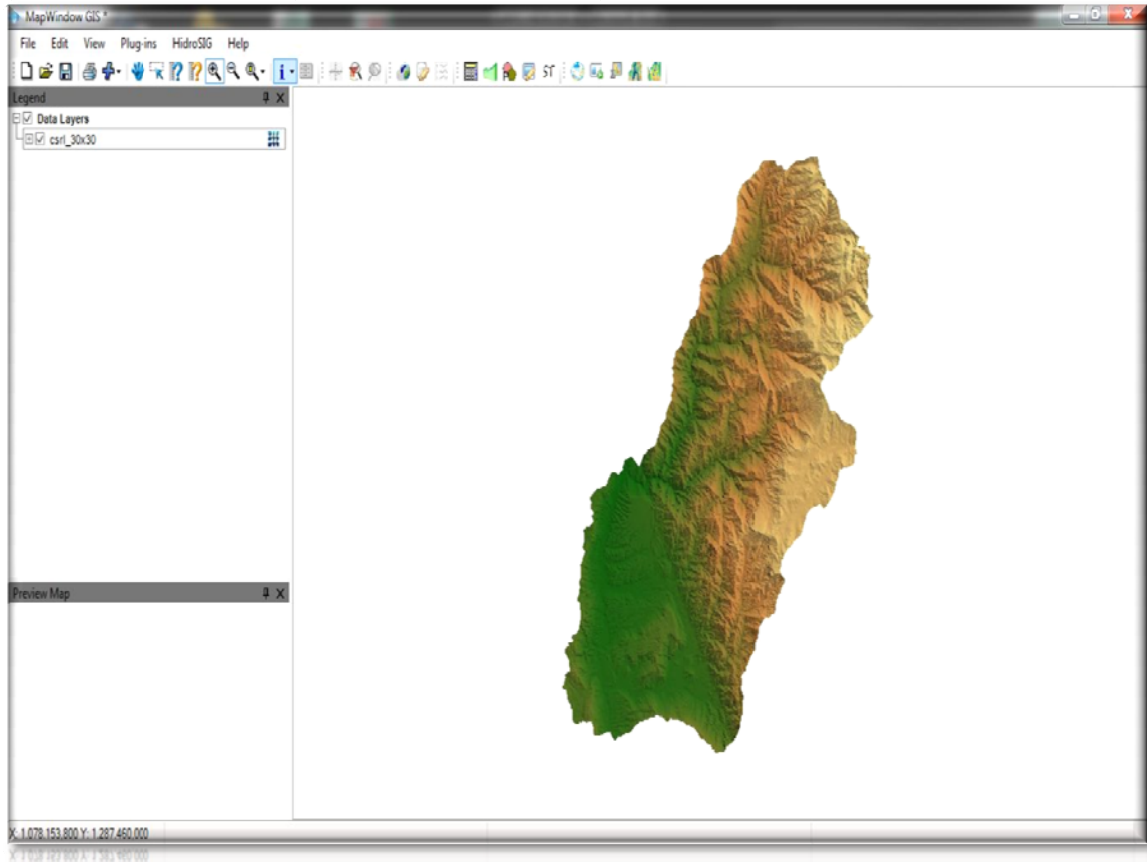 MapWindow GIS *
File Edit View Plug-ins HidroSIG Help
Legend
Data Layers
csrl_30x30
Preview Map
X: 1.078.153.800 Y: 1.287.460.000